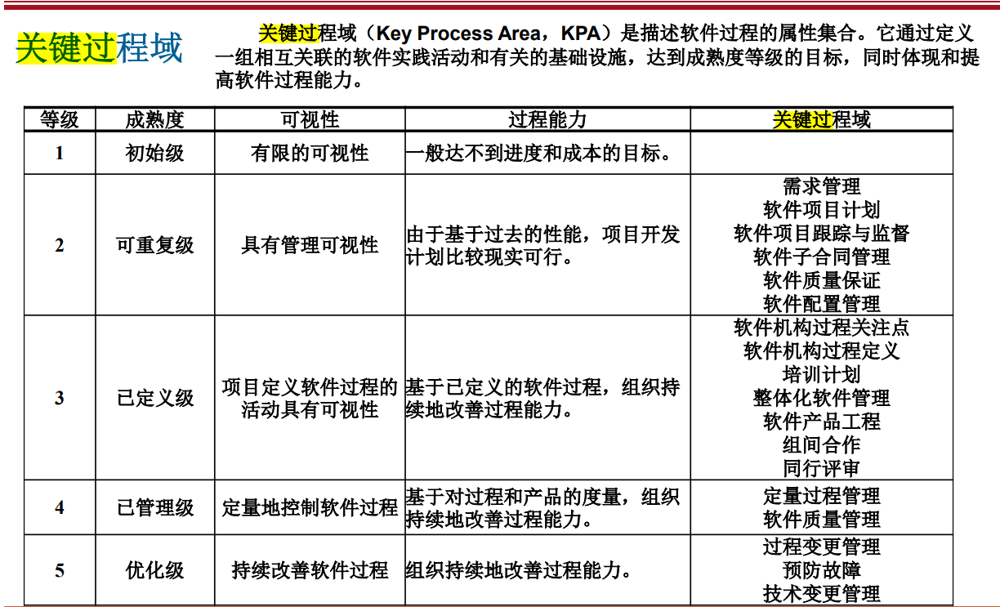 关键过程域
关键过程域（Key Process Area，KPA）是描述软件过程的属性集合。它通过定义
一组相互关联的软件实践活动和有关的基础设施，达到成熟度等级的目标，同时体现和提
高软件过程能力。
等级 成熟度 可视性 过程能力 关键过程域
1 初始级 有限的可视性 一般达不到进度和成本的目标。
需求管理
软件项目计划
软件项目跟踪与监督
2 可重复级 具有管理可视性 由于基于过去的性能，项目开发
计划比较现实可行。
软件子合同管理
软件质量保证
软件配置管理
软件机构过程关注点
软件机构过程定义
培训计划
3 已定义级 项目定义软件过程的
活动具有可视性
基于已定义的软件过程，组织持
续地改善过程能力。
整体化软件管理
软件产品工程
组间合作
同行评审
4 已管理级 定量地控制软件过程 基于对过程和产品的度量，组织
持续地改善过程能力。
定量过程管理
软件质量管理
5 优化级 持续改善软件过程 组织持续地改善过程能力。
过程变更管理
预防故障
技术变更管理